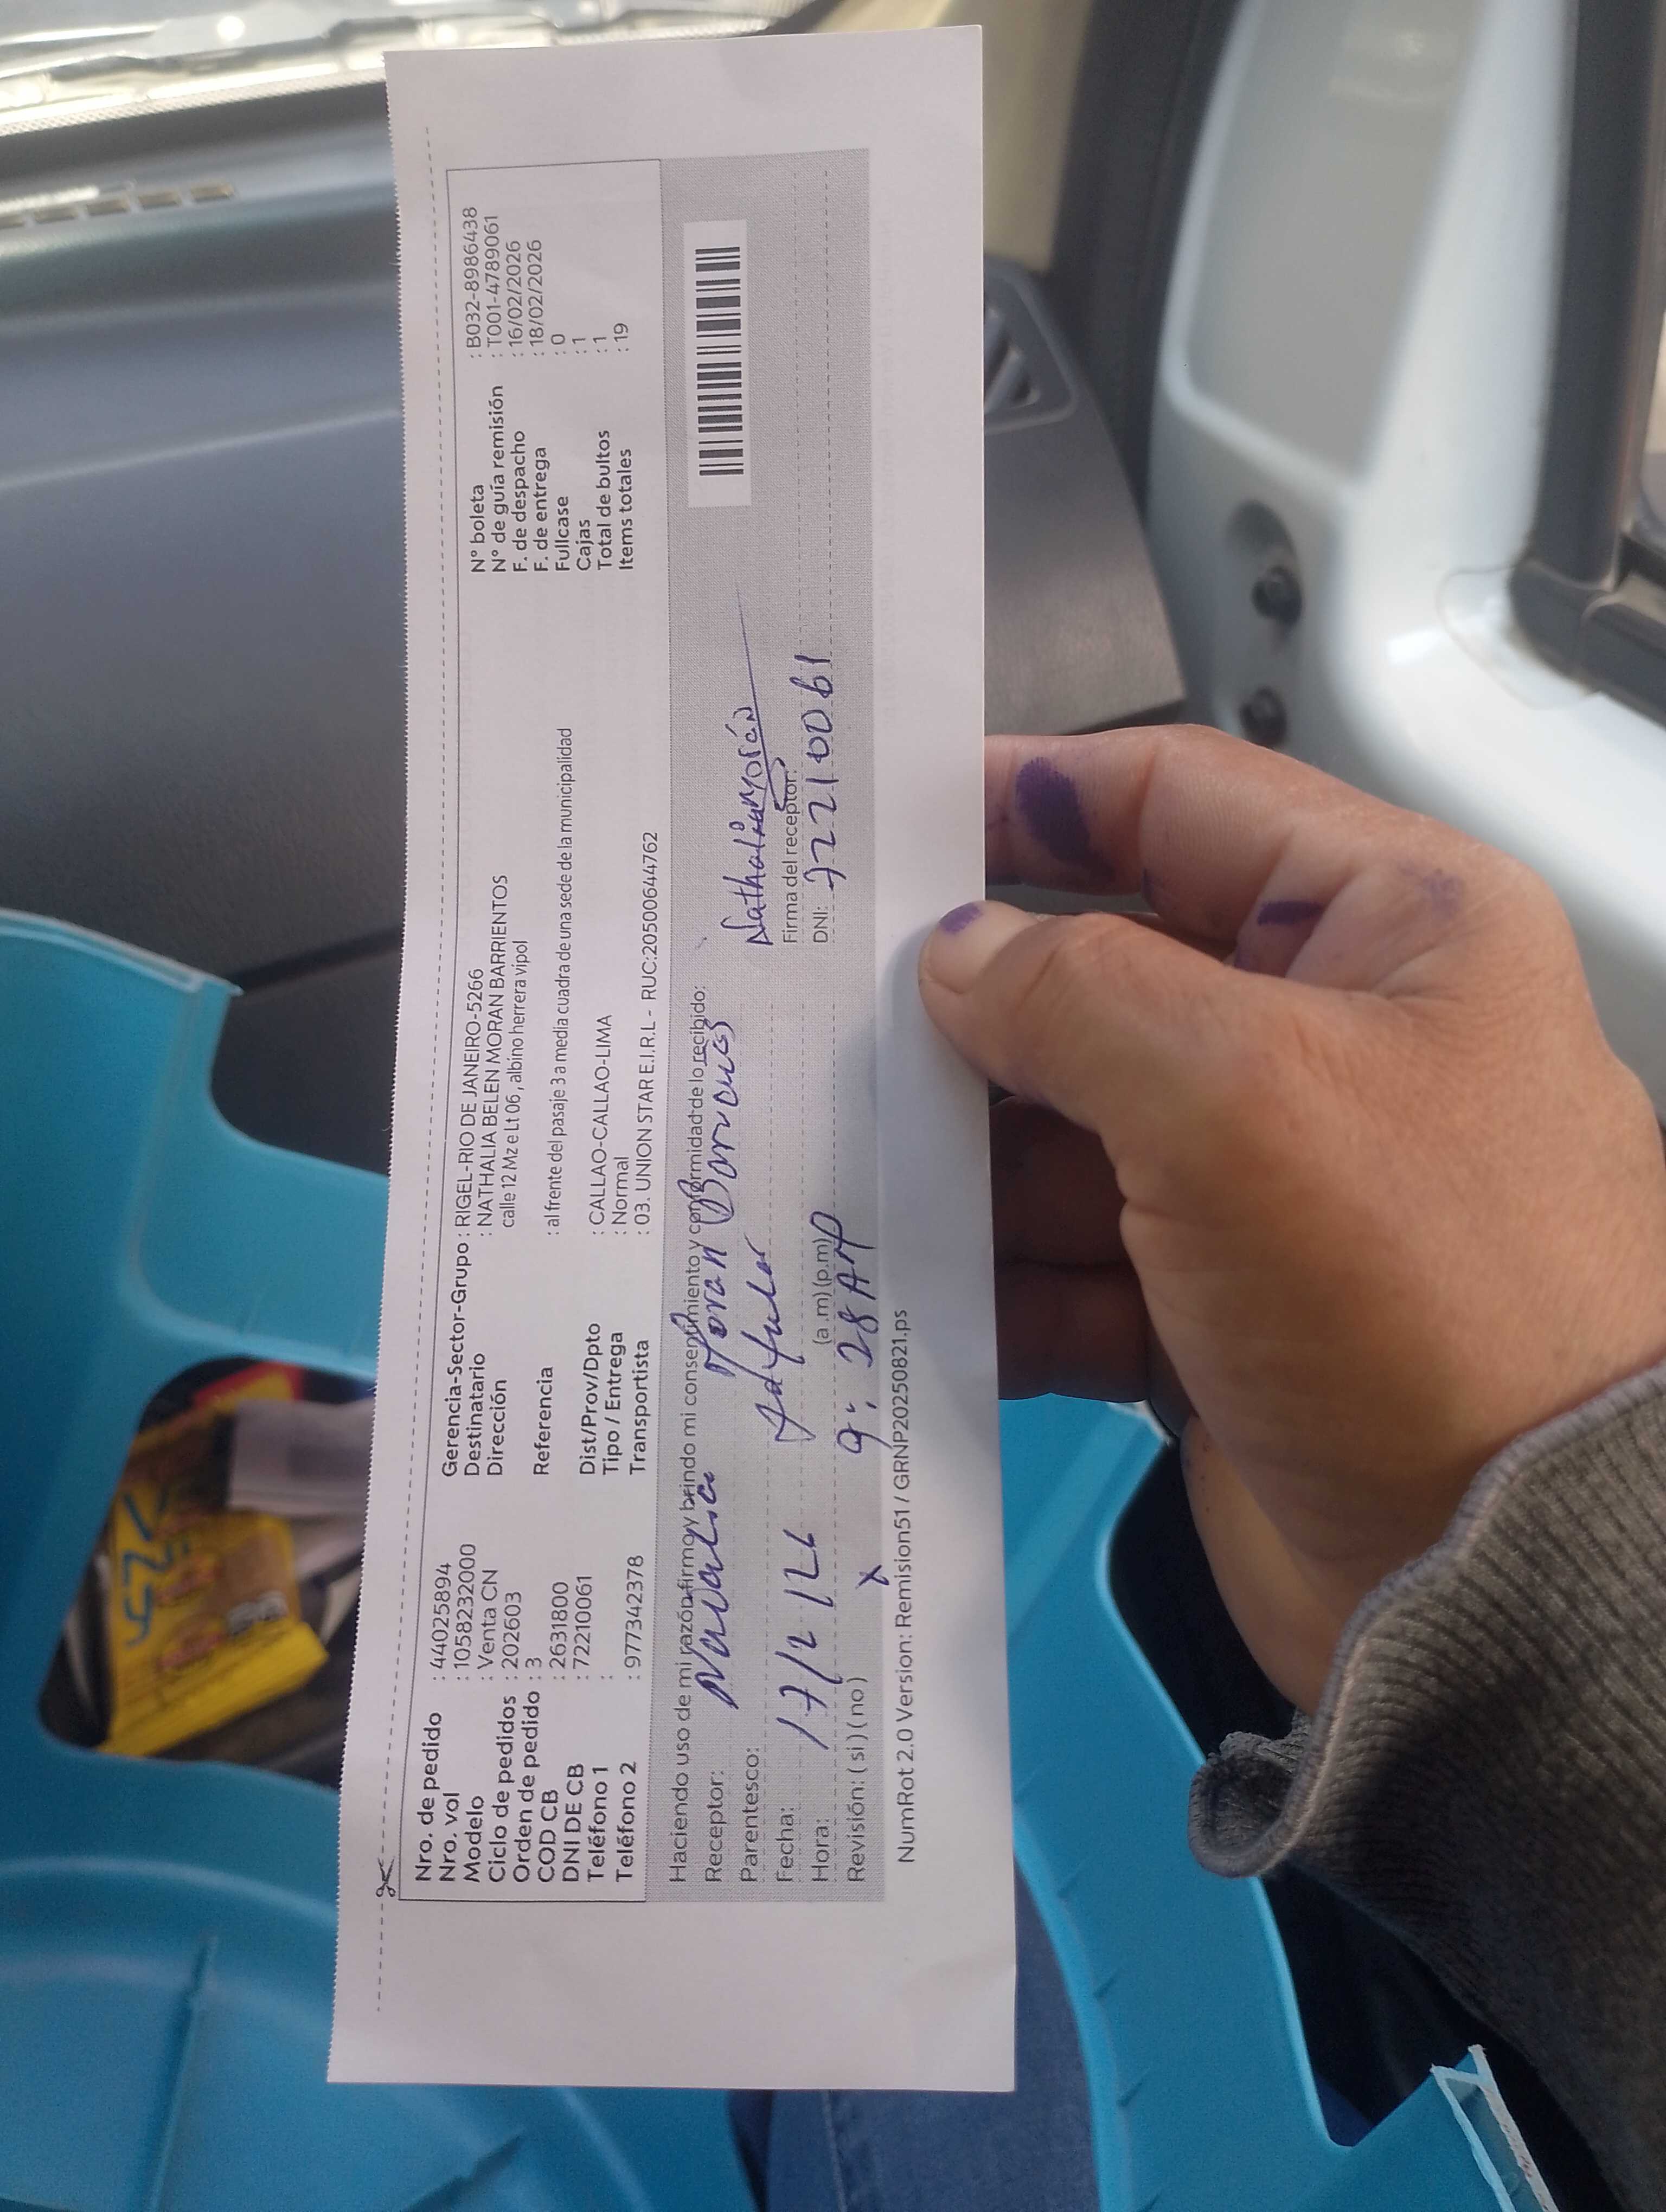 Nro. de pedido : 44025894
Nro. vol : 1058232000
Modelo : Venta CN
Ciclo de pedidos : 202603
Orden de pedido : 3
COD CB : 2631800
DNI DE CB : 72210061
Teléfono 1 :
Teléfono 2 : 977342378
Gerencia-Sector-Grupo : RIGEL-RIO DE JANEIRO-5266
Destinatario : NATHALIA BELEN MORAN BARRIENTOS
Dirección calle 12 Mz e Lt 06 , albino herrera vipol
Referencia : al frente del pasaje 3 a media cuadra de una sede de la municipalidad
Dist/Prov/Dpto : CALLAO-CALLAO-LIMA
Tipo / Entrega : Normal
Transportista : 03. UNION STAR E.I.R.L - RUC:20500644762
N° boleta : B032-8986438
N° de guía remisión : T001-4789061
F. de despacho : 16/02/2026
F. de entrega : 18/02/2026
Fullcase : 0
Cajas : 1
Total de bultos : 1
Items totales : 19
Haciendo uso de mi razón firmo y brindo mi consentimiento y conformidad de lo recibido:
Receptor: Moran
Parentesco:
Fecha: 17/2/26
Hora: 9:28 AM (a.m) (p.m)
Revisión: ( si ) ( no ) x
Nathalia Morán
Firma del receptor:
DNI: 72210061
NumRot 2.0 Version: Remision51 / GRNP20250821.ps